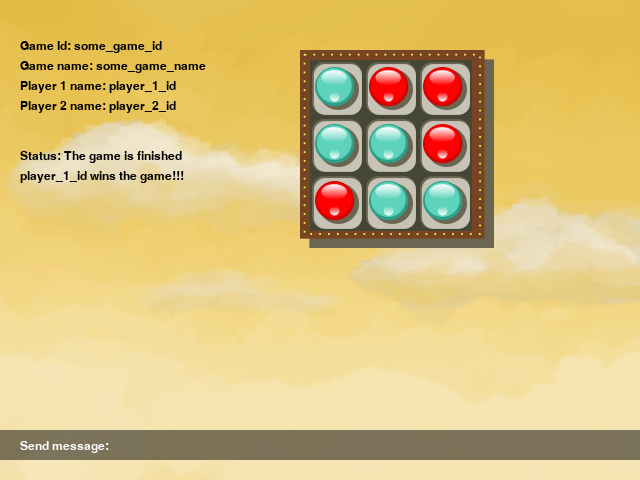 Game Id: some_game_id
Game name: some_game_name
Player 1 name: player_1_id
Player 2 name: player_2_id
Status: The game is finished
player_1_id wins the game!!!
Send message: